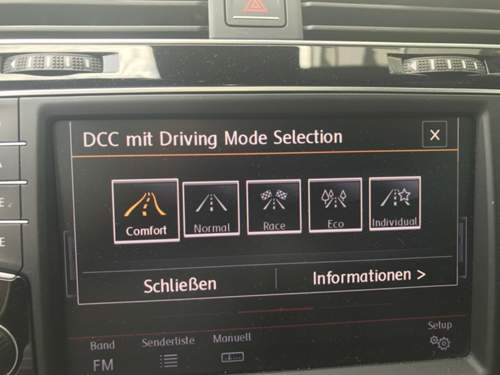 DCC mit Driving Mode Selection
X
Comfort
Normal
Race
Eco
Individual
Schließen
Informationen >
Band
Senderliste
Manuell
Setup
FM